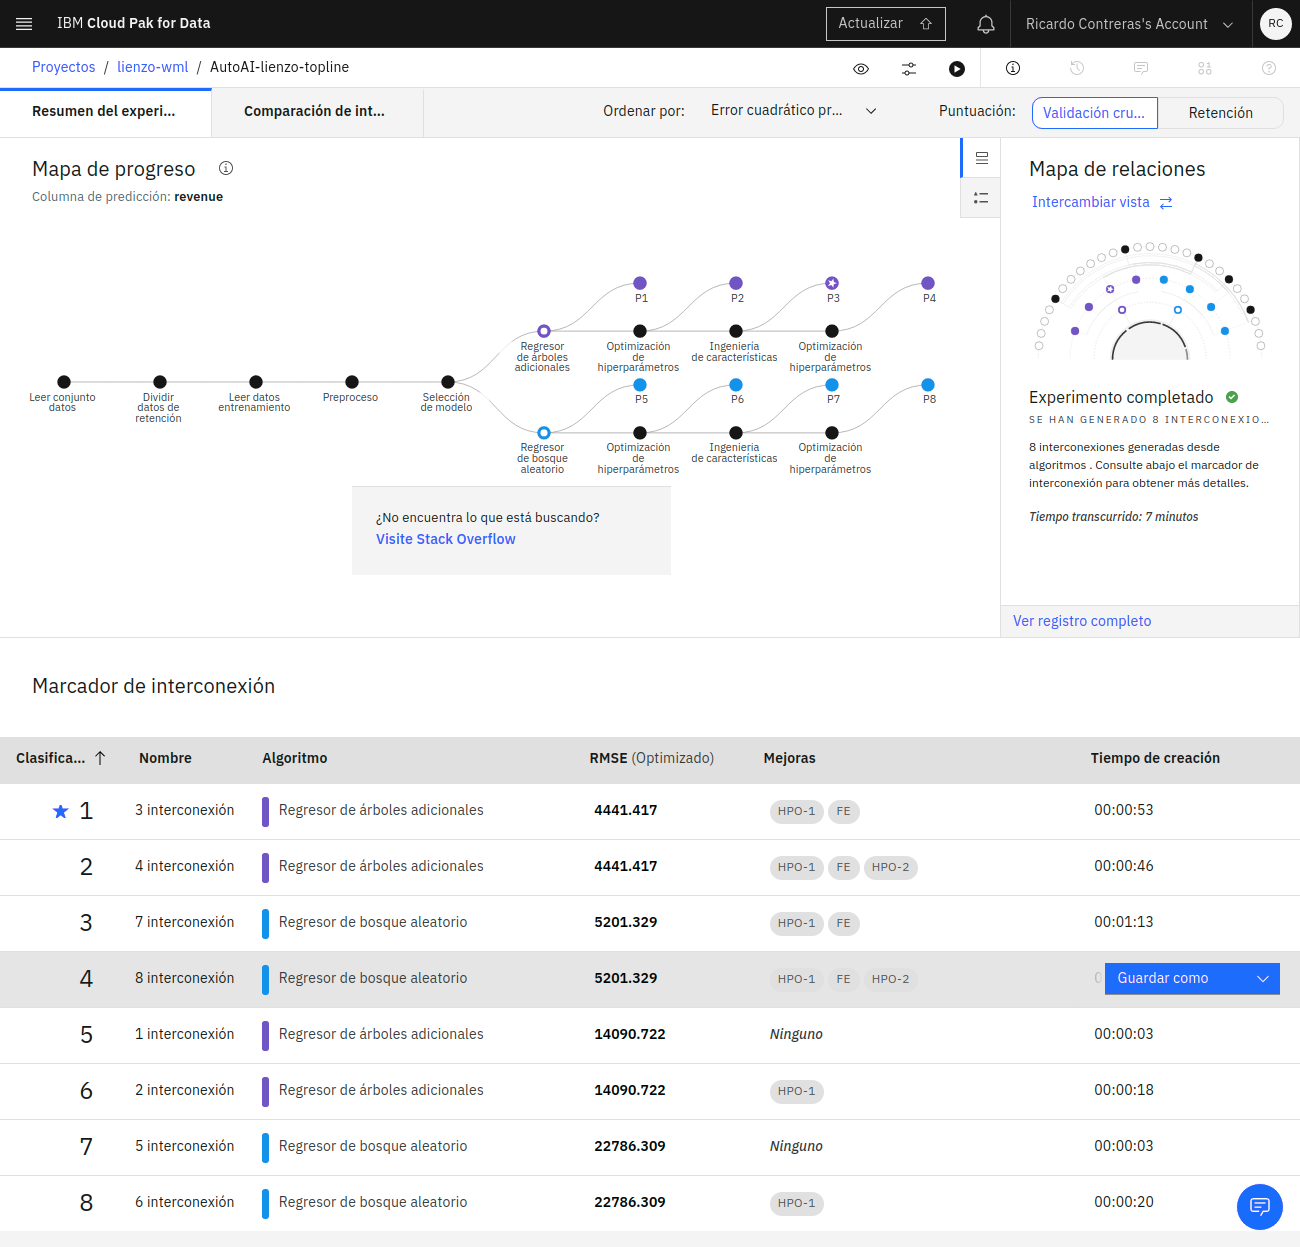 IBM Cloud Pak for Data
Actualizar
Ricardo Contreras's Account
RC
Proyectos / lienzo-wml / AutoAI-lienzo-topline
Resumen del experi...
Comparación de int...
Ordenar por:
Error cuadrático pr...
Puntuación:
Validación cru...
Retención
Mapa de progreso
Columna de predicción: revenue
P1
P2
P3
P4
Regresor
de árboles
adicionales
Optimización
de
hiperparámetros
Ingeniería
de características
Optimización
de
hiperparámetros
Leer conjunto
datos
Dividir
datos de
retención
Leer datos
entrenamiento
Preproceso
Selección
de modelo
P5
P6
P7
P8
Regresor
de bosque
aleatorio
Optimización
de
hiperparámetros
Ingeniería
de características
Optimización
de
hiperparámetros
¿No encuentra lo que está buscando?
Visite Stack Overflow
Mapa de relaciones
Intercambiar vista
Experimento completado
SE HAN GENERADO 8 INTERCONEXIO...
8 interconexiones generadas desde
algoritmos . Consulte abajo el marcador de
interconexión para obtener más detalles.
Tiempo transcurrido: 7 minutos
Ver registro completo
Marcador de interconexión
Clasifica... Nombre Algoritmo RMSE (Optimizado) Mejoras Tiempo de creación
1 3 interconexión Regresor de árboles adicionales 4441.417 HPO-1 FE 00:00:53
2 4 interconexión Regresor de árboles adicionales 4441.417 HPO-1 FE HPO-2 00:00:46
3 7 interconexión Regresor de bosque aleatorio 5201.329 HPO-1 FE 00:01:13
4 8 interconexión Regresor de bosque aleatorio 5201.329 HPO-1 FE HPO-2 Guardar como
5 1 interconexión Regresor de árboles adicionales 14090.722 Ninguno 00:00:03
6 2 interconexión Regresor de árboles adicionales 14090.722 HPO-1 00:00:18
7 5 interconexión Regresor de bosque aleatorio 22786.309 Ninguno 00:00:03
8 6 interconexión Regresor de bosque aleatorio 22786.309 HPO-1 00:00:20